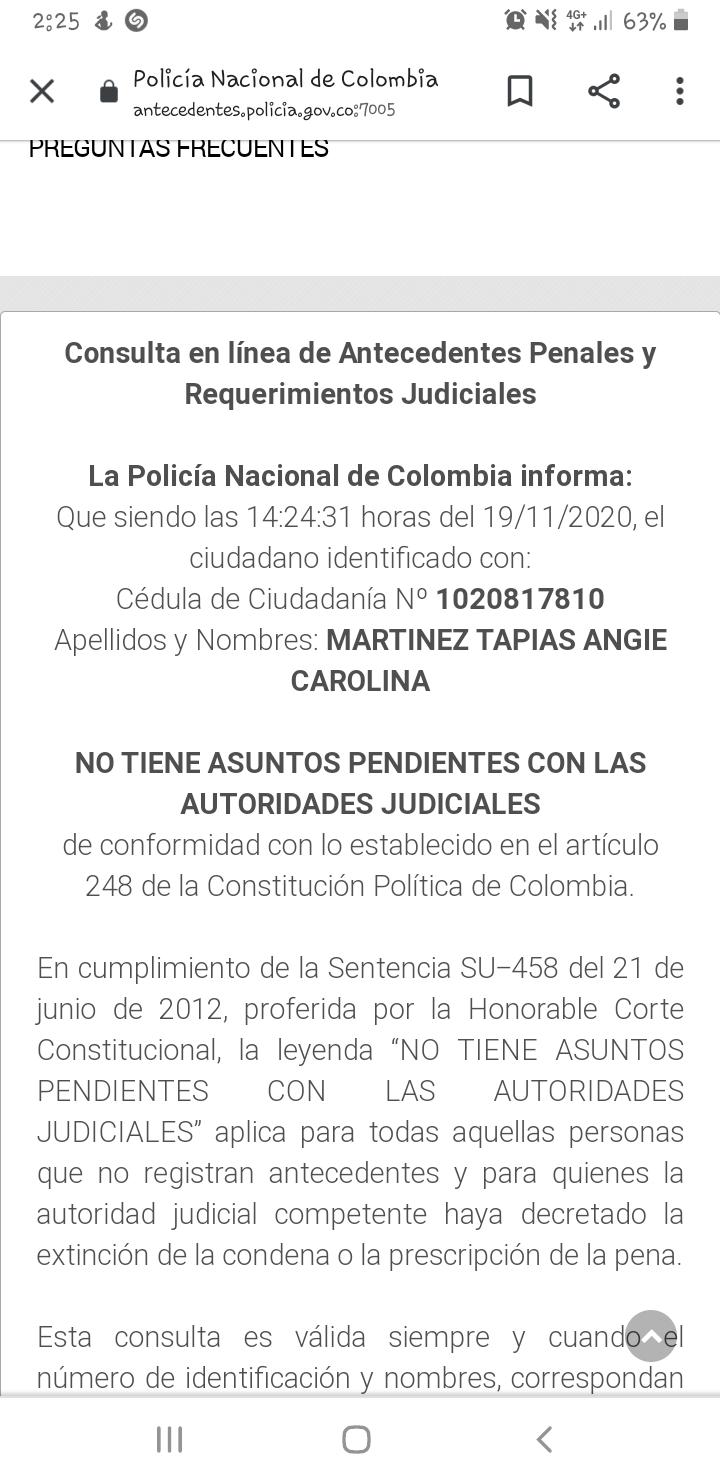 2:25
4G+
63%
Policía Nacional de Colombia
antecedentes.policia.gov.co:7005
PREGUNTAS FRECUENTES
Consulta en línea de Antecedentes Penales y
Requerimientos Judiciales
La Policía Nacional de Colombia informa:
Que siendo las 14:24:31 horas del 19/11/2020, el
ciudadano identificado con:
Cédula de Ciudadanía Nº 1020817810
Apellidos y Nombres: MARTINEZ TAPIAS ANGIE
CAROLINA
NO TIENE ASUNTOS PENDIENTES CON LAS
AUTORIDADES JUDICIALES
de conformidad con lo establecido en el artículo
248 de la Constitución Política de Colombia.
En cumplimiento de la Sentencia SU-458 del 21 de
junio de 2012, proferida por la Honorable Corte
Constitucional, la leyenda “NO TIENE ASUNTOS
PENDIENTES CON LAS AUTORIDADES
JUDICIALES” aplica para todas aquellas personas
que no registran antecedentes y para quienes la
autoridad judicial competente haya decretado la
extinción de la condena o la prescripción de la pena.
Esta consulta es válida siempre y cuando el
número de identificación y nombres, correspondan